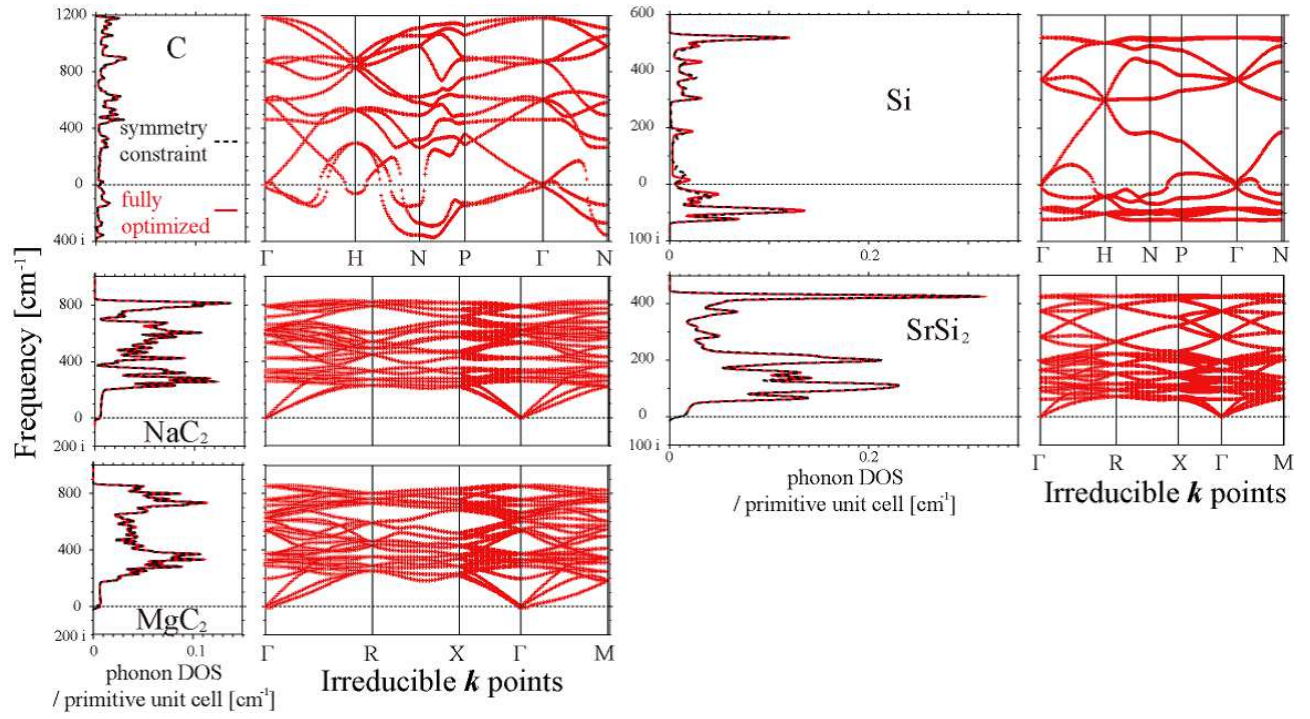 1200
800
400
0
400 i
C
symmetry
constraint
fully
optimized
Γ H N P Γ N
600
400
200
0
100 i
0 0.2
Si
Γ H N P Γ N
Frequency [cm-1]
800
400
0
200 i
NaC2
400
200
0
100 i
SrSi2
0 0.2
phonon DOS
/ primitive unit cell [cm-1]
Γ R X Γ M
Irreducible k points
800
400
0
200 i
MgC2
0 0.1
phonon DOS
/ primitive unit cell [cm-1]
Γ R X Γ M
Irreducible k points